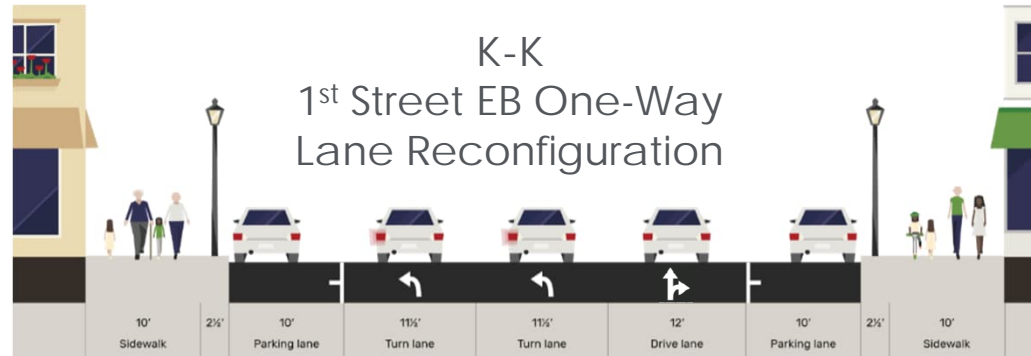 K-K
1st Street EB One-Way
Lane Reconfiguration
10' 2½' 10' 11½' 11½' 12' 10' 2½' 10'
Sidewalk Parking lane Turn lane Turn lane Drive lane Parking lane Sidewalk